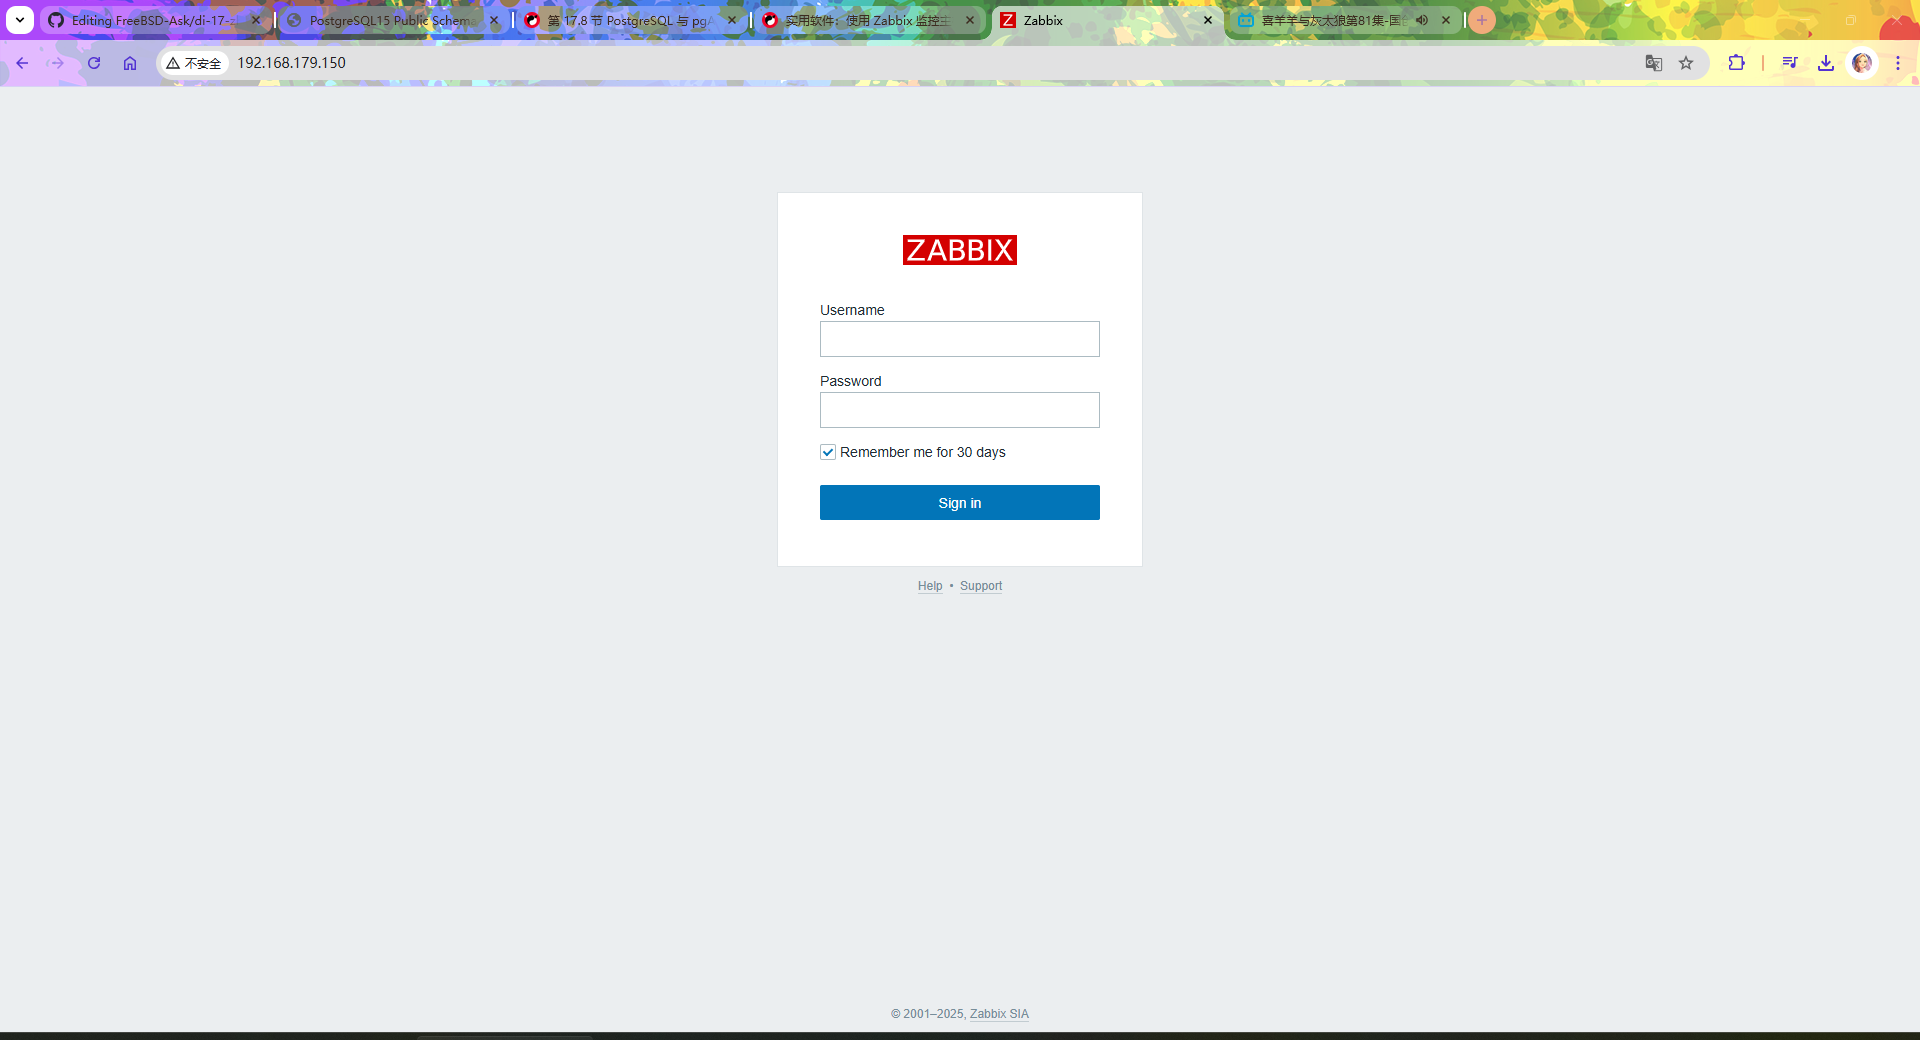 Editing FreeBSD-Ask/di-17-z
PostgreSQL15 Public Schema
第 17.8 节 PostgreSQL 与 pgA
实用软件：使用 Zabbix 监控主
Zabbix
喜羊羊与灰太狼第81集-国
不安全
192.168.179.150
ZABBIX
Username
Password
Remember me for 30 days
Sign in
Help • Support
© 2001–2025, Zabbix SIA